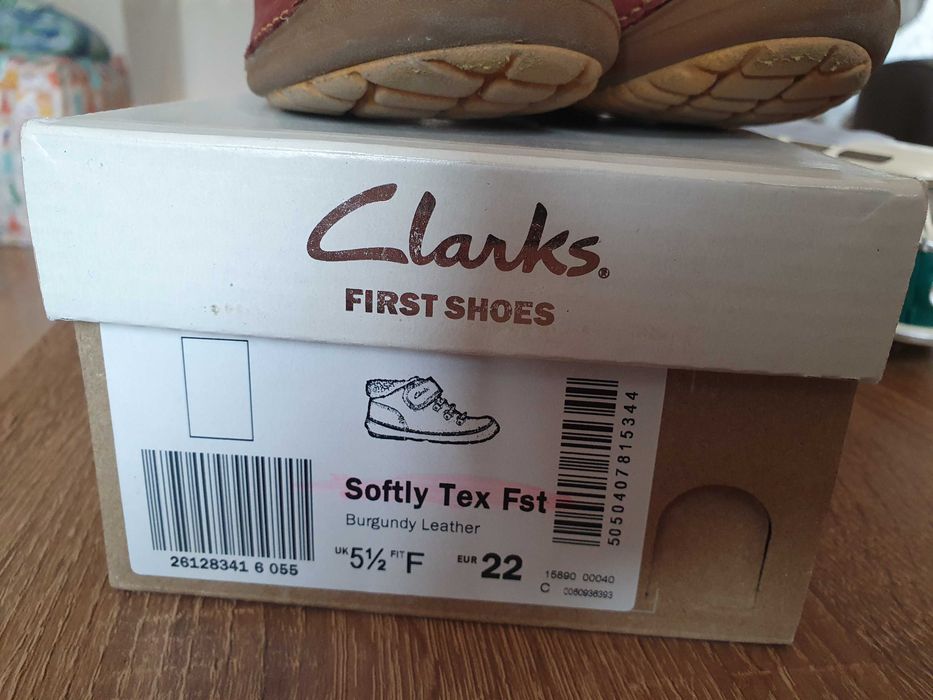 Clarks®
FIRST SHOES
Softly Tex Fst
Burgundy Leather
UK 5½ FIT F EUR 22
26128341 6 055
5050407815344
15890 00040
C 0060936393